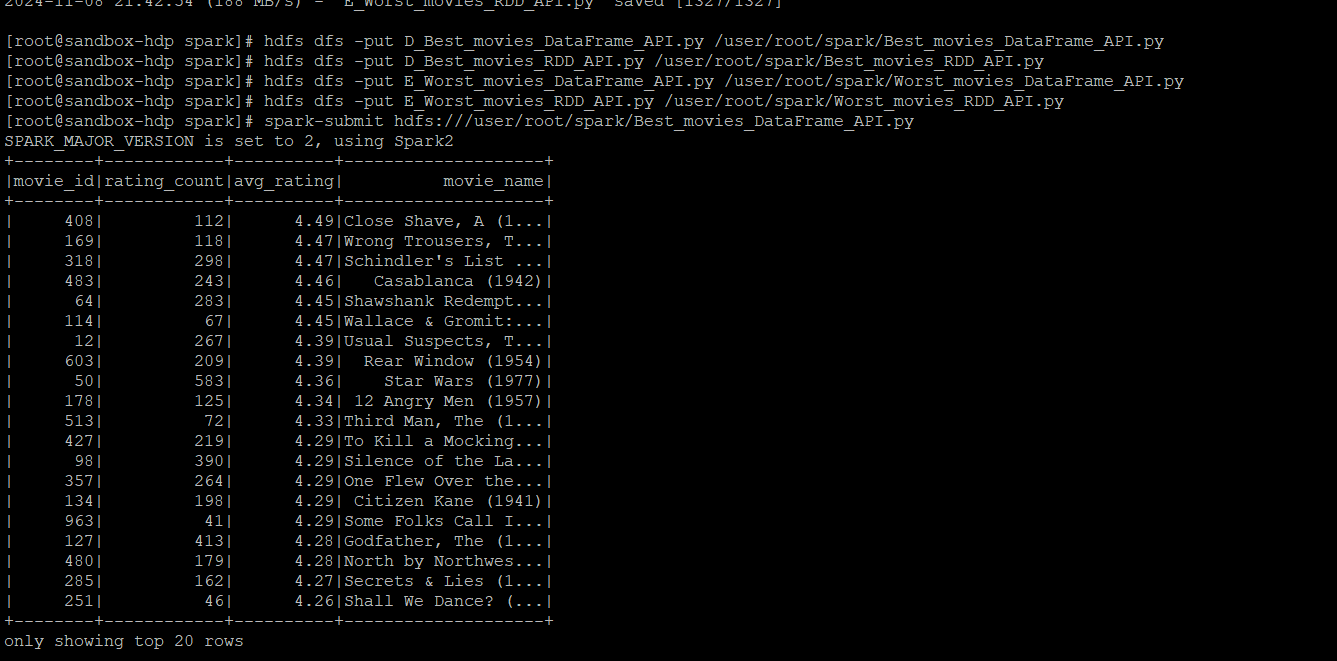 2024-11-08 21:42:54 (188 MB/s) - 'E_Worst_movies_RDD_API.py' saved [1327/1327]
[root@sandbox-hdp spark]# hdfs dfs -put D_Best_movies_DataFrame_API.py /user/root/spark/Best_movies_DataFrame_API.py
[root@sandbox-hdp spark]# hdfs dfs -put D_Best_movies_RDD_API.py /user/root/spark/Best_movies_RDD_API.py
[root@sandbox-hdp spark]# hdfs dfs -put E_Worst_movies_DataFrame_API.py /user/root/spark/Worst_movies_DataFrame_API.py
[root@sandbox-hdp spark]# hdfs dfs -put E_Worst_movies_RDD_API.py /user/root/spark/Worst_movies_RDD_API.py
[root@sandbox-hdp spark]# spark-submit hdfs:///user/root/spark/Best_movies_DataFrame_API.py
SPARK_MAJOR_VERSION is set to 2, using Spark2
+--------+------------+----------+--------------------+
|movie_id|rating_count|avg_rating|          movie_name|
+--------+------------+----------+--------------------+
|     408|         112|      4.49|Close Shave, A (1...|
|     169|         118|      4.47|Wrong Trousers, T...|
|     318|         298|      4.47|Schindler's List ...|
|     483|         243|      4.46|   Casablanca (1942)|
|      64|         283|      4.45|Shawshank Redempt...|
|     114|          67|      4.45|Wallace & Gromit:...|
|      12|         267|      4.39|Usual Suspects, T...|
|     603|         209|      4.39|  Rear Window (1954)|
|      50|         583|      4.36|    Star Wars (1977)|
|     178|         125|      4.34| 12 Angry Men (1957)|
|     513|          72|      4.33|Third Man, The (1...|
|     427|         219|      4.29|To Kill a Mocking...|
|      98|         390|      4.29|Silence of the La...|
|     357|         264|      4.29|One Flew Over the...|
|     134|         198|      4.29| Citizen Kane (1941)|
|     963|          41|      4.29|Some Folks Call I...|
|     127|         413|      4.28|Godfather, The (1...|
|     480|         179|      4.28|North by Northwes...|
|     285|         162|      4.27|Secrets & Lies (1...|
|     251|          46|      4.26|Shall We Dance? (...|
+--------+------------+----------+--------------------+
only showing top 20 rows